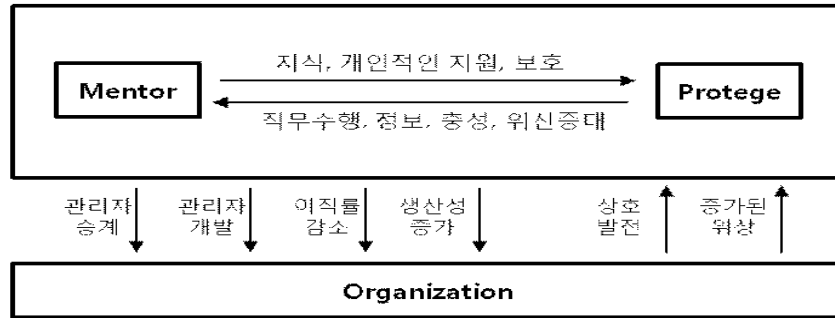 지식, 개인적인 지원, 보호
Mentor
Protege
직무수행, 정보, 충성, 위신증대
관리자 승계
관리자 개발
이직률 감소
생산성 증가
상호 발전
증가된 위상
Organization